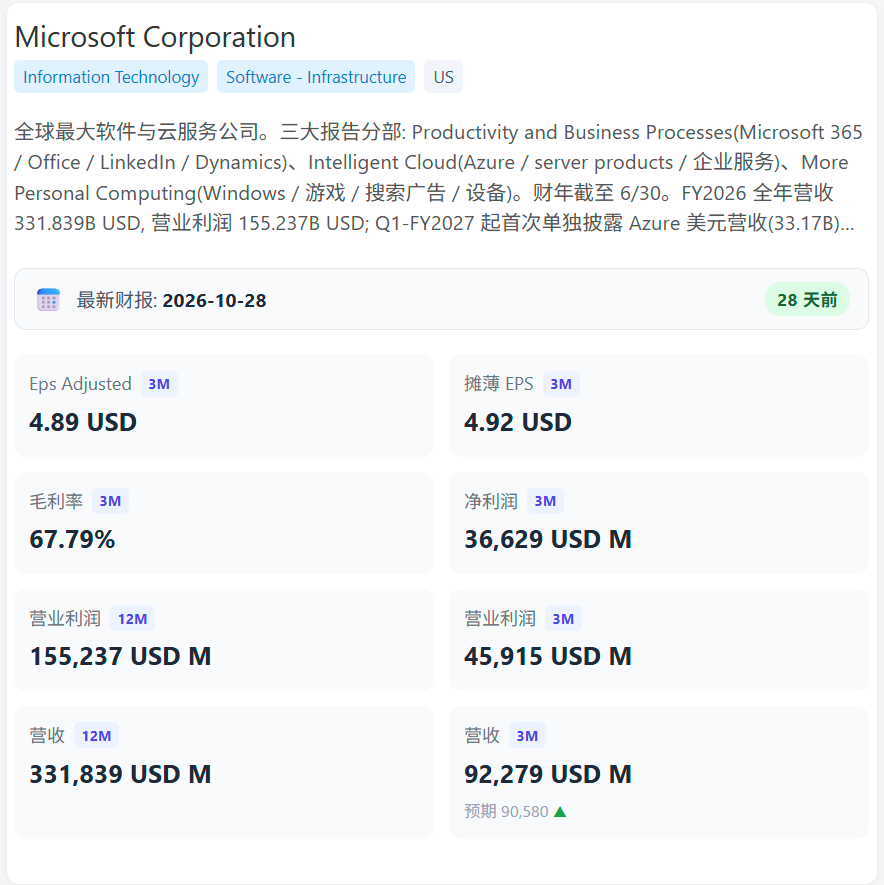 Microsoft Corporation
Information Technology Software - Infrastructure US
全球最大软件与云服务公司。三大报告分部: Productivity and Business Processes(Microsoft 365
/ Office / LinkedIn / Dynamics)、Intelligent Cloud(Azure / server products / 企业服务)、More
Personal Computing(Windows / 游戏 / 搜索广告 / 设备)。财年截至 6/30。FY2026 全年营收
331.839B USD, 营业利润 155.237B USD; Q1-FY2027 起首次单独披露 Azure 美元营收(33.17B)...
最新财报: 2026-10-28 28 天前
Eps Adjusted 3M
4.89 USD
摊薄 EPS 3M
4.92 USD
毛利率 3M
67.79%
净利润 3M
36,629 USD M
营业利润 12M
155,237 USD M
营业利润 3M
45,915 USD M
营收 12M
331,839 USD M
营收 3M
92,279 USD M
预期 90,580 ▲